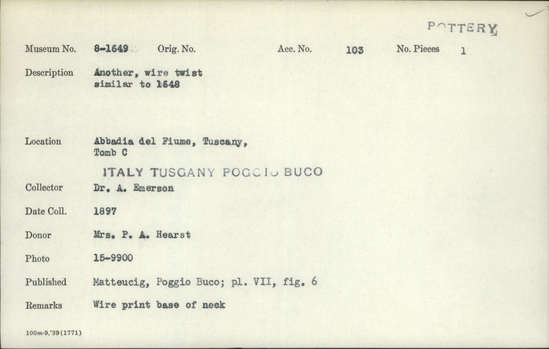 POTTERY
Museum No. 8-1649 Orig. No. Acc. No. 103 No. Pieces 1
Description Another, wire twist
similar to 1648
Location Abbadia del Fiume, Tuscany,
Tomb C
ITALY TUSCANY POGGIO BUCO
Collector Dr. A. Emerson
Date Coll. 1897
Donor Mrs. P. A. Hearst
Photo 15-9900
Published Matteucig, Poggio Buco; pl. VII, fig. 6
Remarks Wire print base of neck
100m-9,'39(1771)